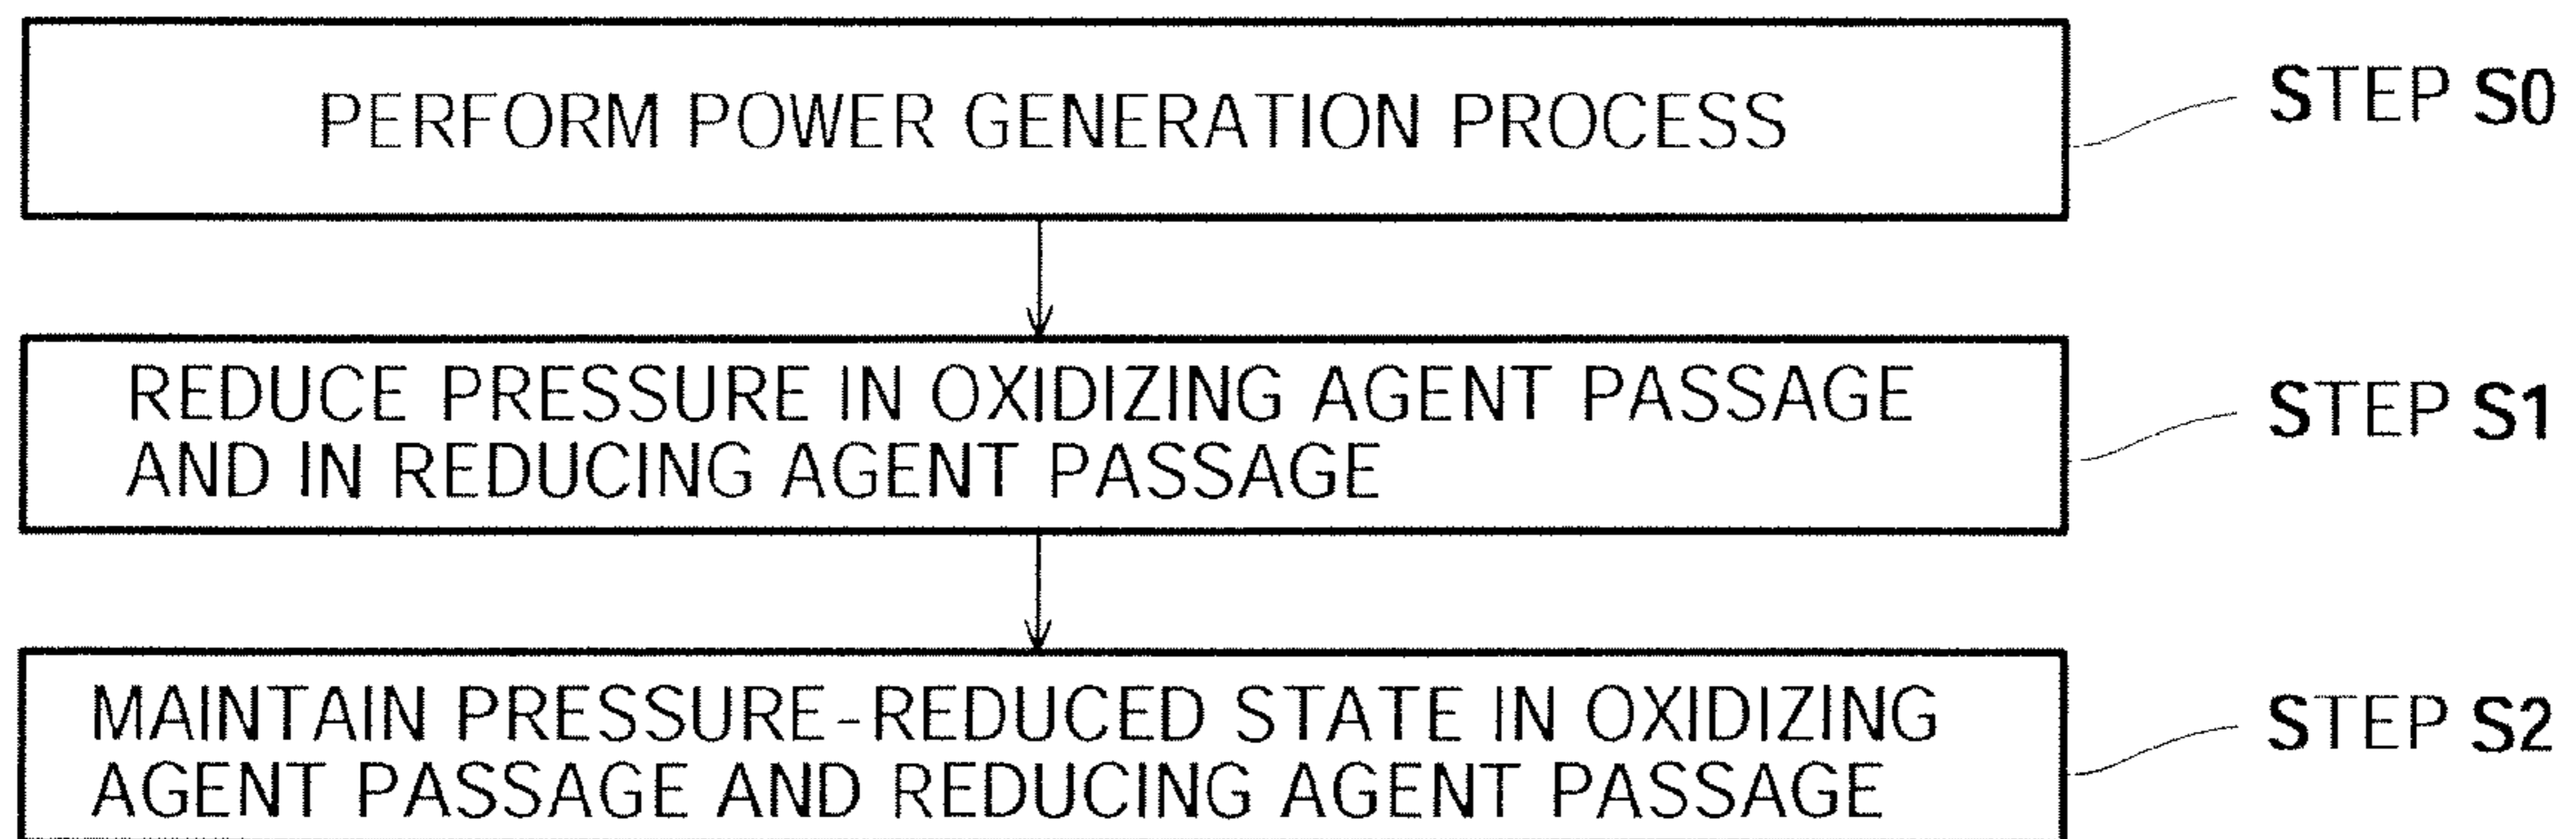 PERFORM POWER GENERATION PROCESS
STEP S0
REDUCE PRESSURE IN OXIDIZING AGENT PASSAGE
AND IN REDUCING AGENT PASSAGE
STEP S1
MAINTAIN PRESSURE-REDUCED STATE IN OXIDIZING
AGENT PASSAGE AND REDUCING AGENT PASSAGE
STEP S2